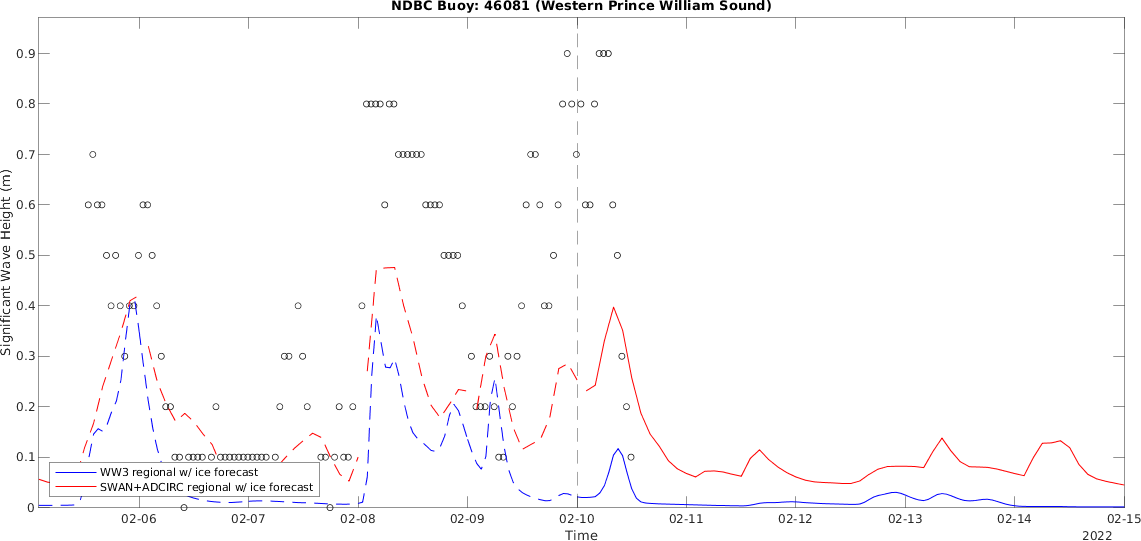 NDBC Buoy: 46081 (Western Prince William Sound)
Significant Wave Height (m)
0.9
0.8
0.7
0.6
0.5
0.4
0.3
0.2
0.1
0
WW3 regional w/ ice forecast
SWAN+ADCIRC regional w/ ice forecast
02-06 02-07 02-08 02-09 02-10 02-11 02-12 02-13 02-14 02-15
Time
2022